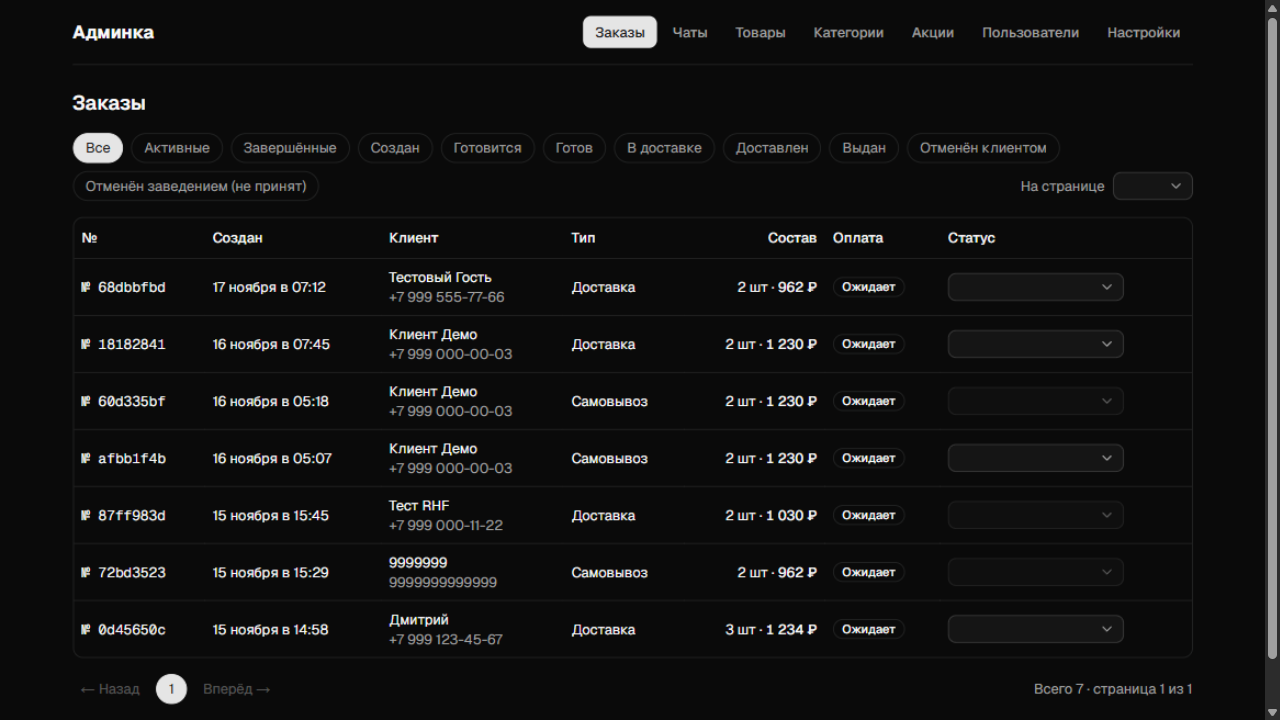 Админка
Заказы Чаты Товары Категории Акции Пользователи Настройки
Заказы
Все Активные Завершённые Создан Готовится Готов В доставке Доставлен Выдан Отменён клиентом
Отменён заведением (не принят) На странице
№ Создан Клиент Тип Состав Оплата Статус
№ 68dbbfbd 17 ноября в 07:12 Тестовый Гость Доставка 2 шт · 962 ₽ Ожидает
+7 999 555-77-66
№ 18182841 16 ноября в 07:45 Клиент Демо Доставка 2 шт · 1 230 ₽ Ожидает
+7 999 000-00-03
№ 60d335bf 16 ноября в 05:18 Клиент Демо Самовывоз 2 шт · 1 230 ₽ Ожидает
+7 999 000-00-03
№ afbb1f4b 16 ноября в 05:07 Клиент Демо Самовывоз 2 шт · 1 230 ₽ Ожидает
+7 999 000-00-03
№ 87ff983d 15 ноября в 15:45 Тест RHF Доставка 2 шт · 1 030 ₽ Ожидает
+7 999 000-11-22
№ 72bd3523 15 ноября в 15:29 9999999 Самовывоз 2 шт · 962 ₽ Ожидает
9999999999999
№ 0d45650c 15 ноября в 14:58 Дмитрий Доставка 3 шт · 1 234 ₽ Ожидает
+7 999 123-45-67
← Назад 1 Вперёд → Всего 7 · страница 1 из 1